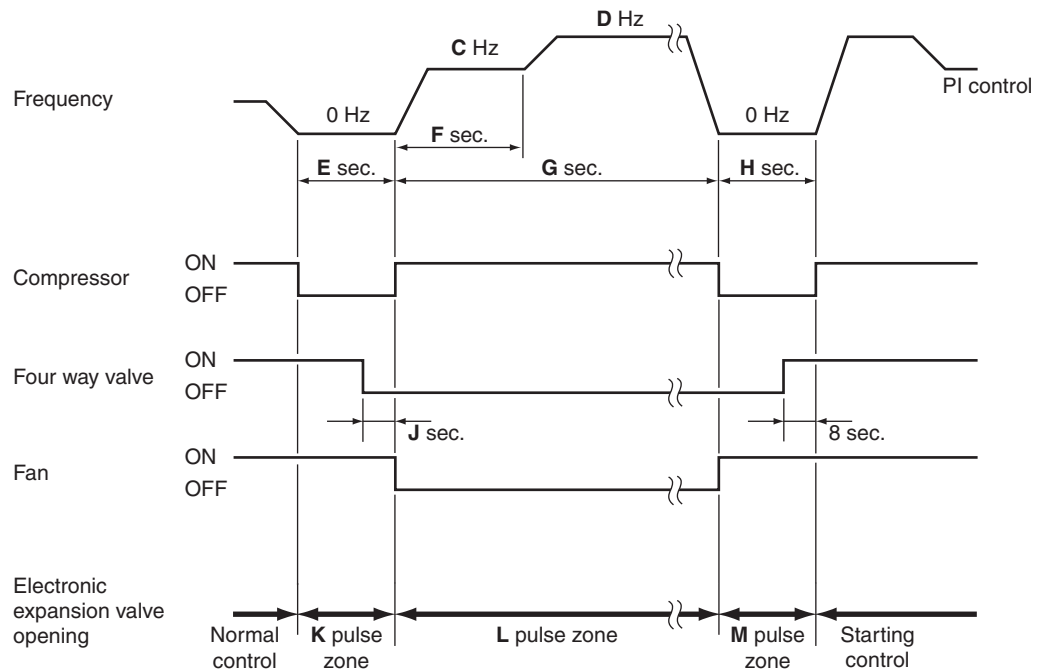 D Hz
C Hz
PI control
Frequency
0 Hz
0 Hz
F sec.
E sec.
G sec.
H sec.
Compressor
ON
OFF
Four way valve
ON
OFF
J sec.
8 sec.
Fan
ON
OFF
Electronic
expansion valve
opening
Normal
control
K pulse
zone
L pulse zone
M pulse
zone
Starting
control